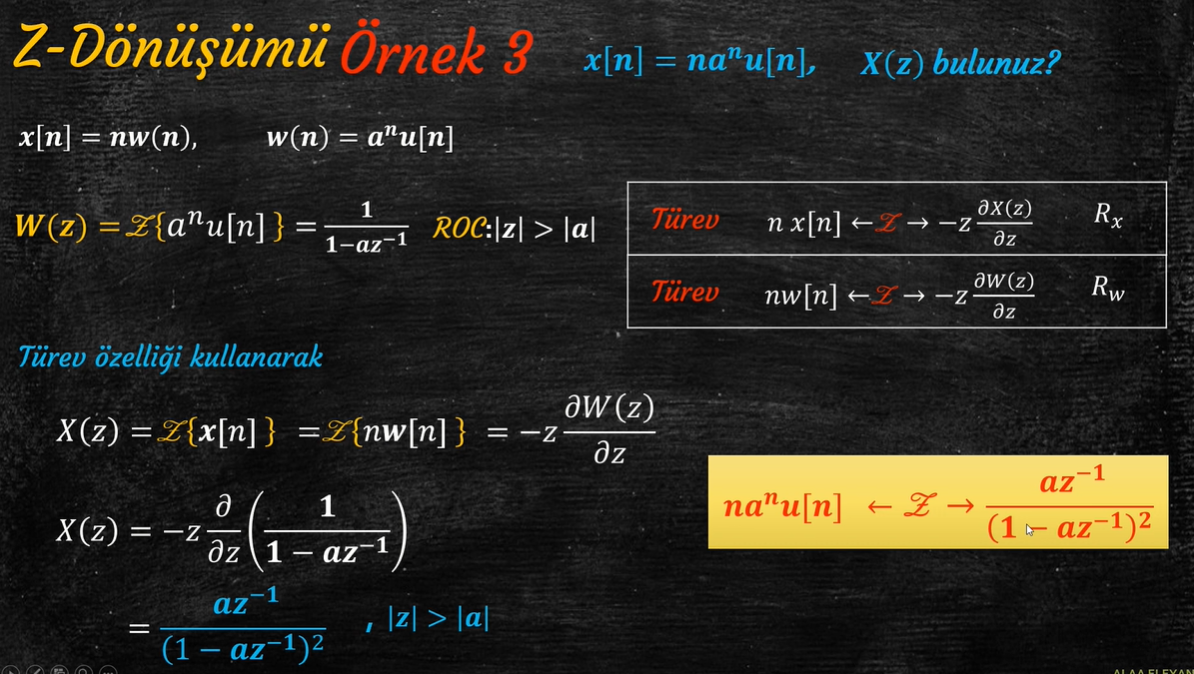 Z-Dönüşümü Örnek 3 x[n] = naⁿu[n], X(z) bulunuz?
x[n] = nw(n), w(n) = aⁿu[n]
W(z) = 𝒵{aⁿu[n]} = 1/(1−az⁻¹) ROC:|z| > |a|
Türev n x[n] ←𝒵→ −z ∂X(z)/∂z Rₓ
Türev nw[n] ←𝒵→ −z ∂W(z)/∂z R_w
Türev özelliği kullanarak
X(z) = 𝒵{x[n]} = 𝒵{nw[n]} = −z ∂W(z)/∂z
X(z) = −z ∂/∂z (1/(1 − az⁻¹))
= az⁻¹/(1 − az⁻¹)² , |z| > |a|
naⁿu[n] ← 𝒵 → az⁻¹/(1 − az⁻¹)²